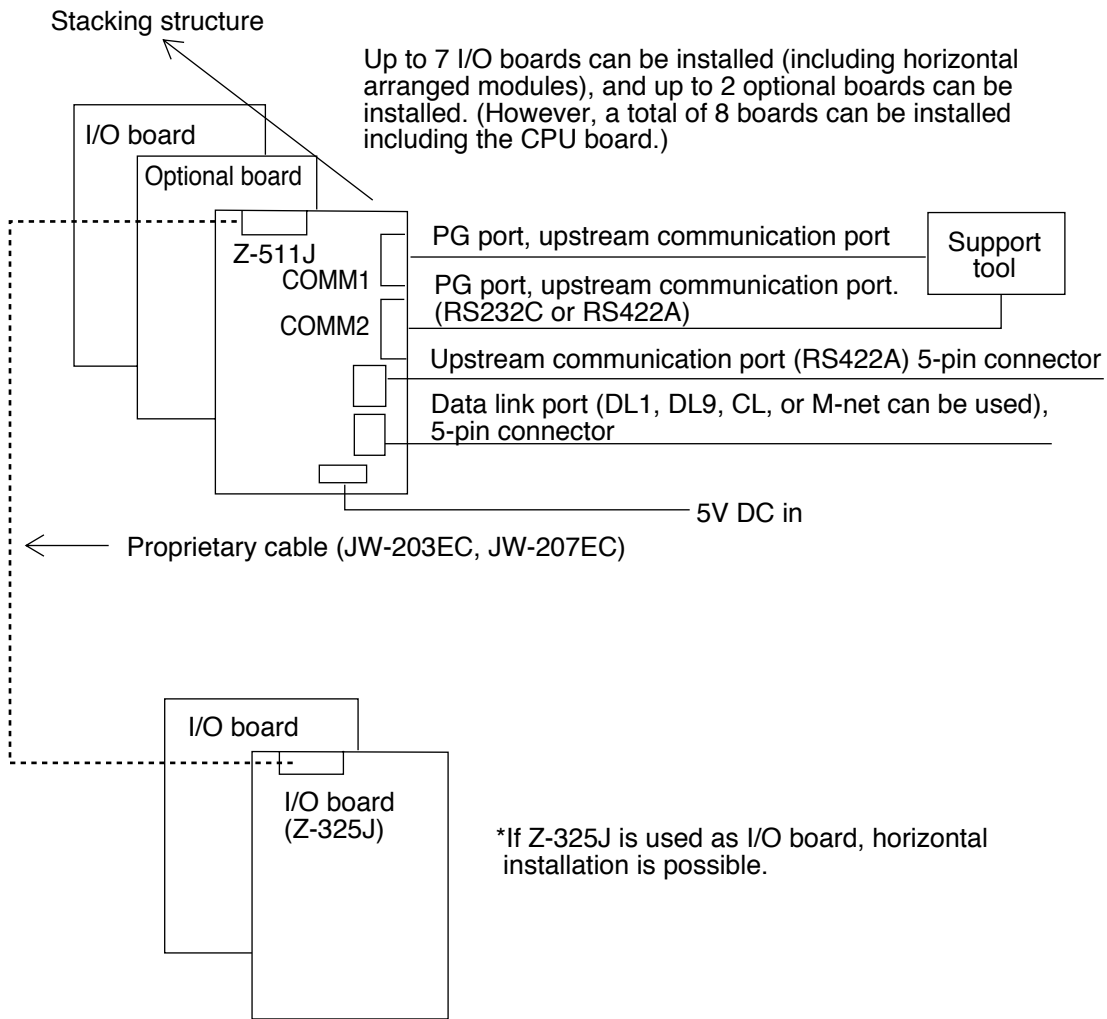 Stacking structure
Up to 7 I/O boards can be installed (including horizontal
arranged modules), and up to 2 optional boards can be
installed. (However, a total of 8 boards can be installed
including the CPU board.)
I/O board
Optional board
Z-511J
COMM1
COMM2
PG port, upstream communication port
PG port, upstream communication port.
(RS232C or RS422A)
Support
tool
Upstream communication port (RS422A) 5-pin connector
Data link port (DL1, DL9, CL, or M-net can be used),
5-pin connector
5V DC in
Proprietary cable (JW-203EC, JW-207EC)
I/O board
I/O board
(Z-325J)
*If Z-325J is used as I/O board, horizontal
installation is possible.